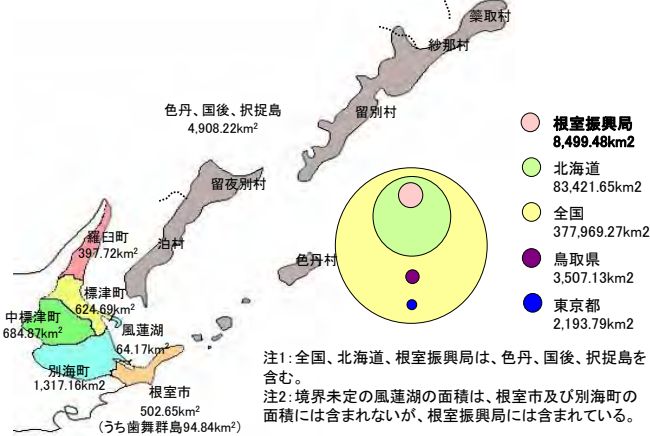 蘂取村
紗那村
留別村
色丹、国後、択捉島
4,908.22km²
留夜別村
泊村
色丹村
羅臼町
397.72km²
標津町
624.69km²
中標津町
684.87km²
風蓮湖
64.17km²
別海町
1,317.16km2
根室市
502.65km²
(うち歯舞群島94.84km²)
根室振興局
8,499.48km2
北海道
83,421.65km2
全国
377,969.27km2
鳥取県
3,507.13km2
東京都
2,193.79km2
注1:全国、北海道、根室振興局は、色丹、国後、択捉島を
含む。
注2:境界未定の風蓮湖の面積は、根室市及び別海町の
面積には含まれないが、根室振興局には含まれている。